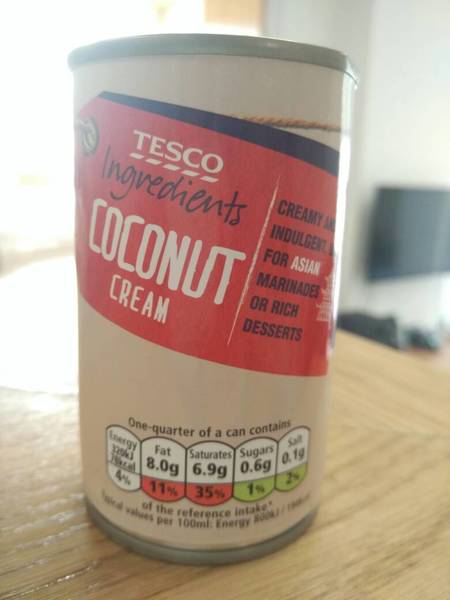 TESCO
Ingredients
COCONUT
CREAM
CREAMY AND
INDULGENT,
FOR ASIAN
MARINADES
OR RICH
DESSERTS
One-quarter of a can contains
Energy 320kJ 78kcal 4%
Fat 8.0g 11%
Saturates 6.9g 35%
Sugars 0.6g 1%
Salt 0.1g 2%
of the reference intake*
Typical values per 100ml: Energy 800kJ /